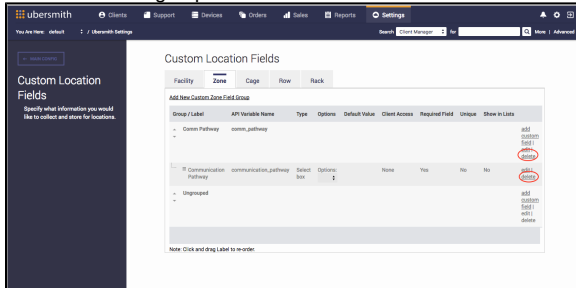 ubersmith Clients Support Devices Orders Sales Reports Settings
You Are Here: default / Ubersmith Settings Search Client Manager for More | Advanced
Custom Location Fields
Specify what information you would like to collect and store for locations.
Custom Location Fields
Facility Zone Cage Row Rack
Add New Custom Zone Field Group
Group / Label API Variable Name Type Options Default Value Client Access Required Field Unique Show in Lists
Comm Pathway comm_pathway add custom field | edit | delete
Communication Pathway communication_pathway Select box Options: None Yes No No edit | delete
Ungrouped add custom field | edit | delete
Note: Click and drag Label to re-order.